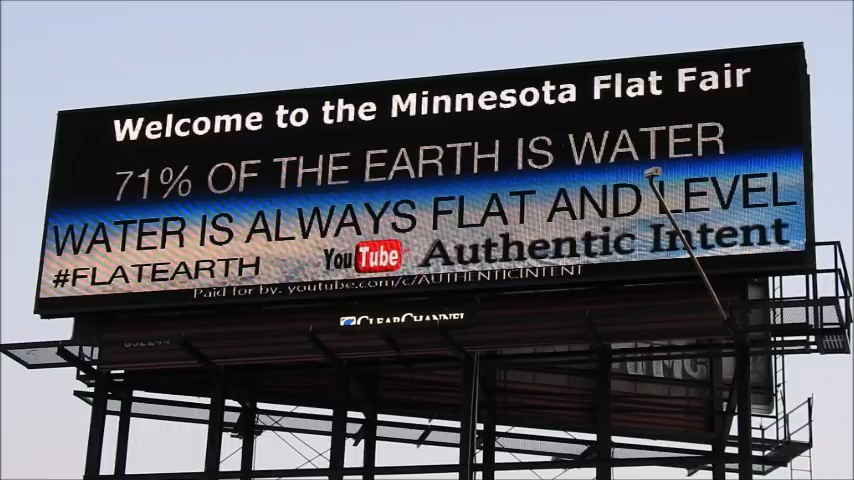 Welcome to the Minnesota Flat Fair
71% OF THE EARTH IS WATER
WATER IS ALWAYS FLAT AND LEVEL
#FLATEARTH YouTube Authentic Intent
Paid for by. youtube.com/c/AUTHENTICINTENT
CLEARCHANNEL